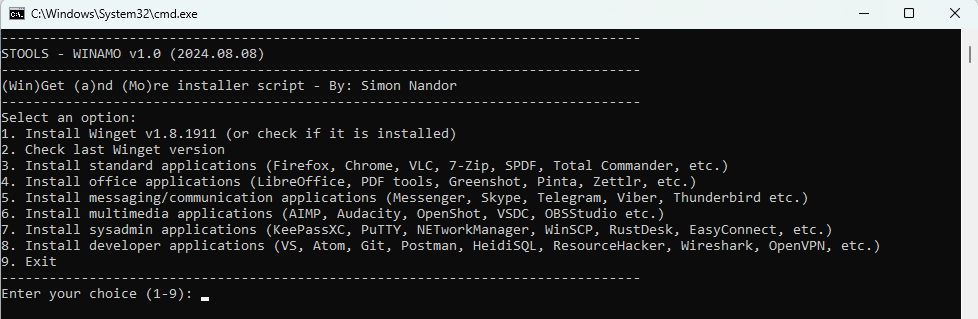 C:\Windows\System32\cmd.exe
--------------------------------------------------------------------------------
STOOLS - WINAMO v1.0 (2024.08.08)
--------------------------------------------------------------------------------
(Win)Get (a)nd (Mo)re installer script - By: Simon Nandor
--------------------------------------------------------------------------------
Select an option:
1. Install Winget v1.8.1911 (or check if it is installed)
2. Check last Winget version
3. Install standard applications (Firefox, Chrome, VLC, 7-Zip, SPDF, Total Commander, etc.)
4. Install office applications (LibreOffice, PDF tools, Greenshot, Pinta, Zettlr, etc.)
5. Install messaging/communication applications (Messenger, Skype, Telegram, Viber, Thunderbird etc.)
6. Install multimedia applications (AIMP, Audacity, OpenShot, VSDC, OBSStudio etc.)
7. Install sysadmin applications (KeePassXC, PuTTY, NETworkManager, WinSCP, RustDesk, EasyConnect, etc.)
8. Install developer applications (VS, Atom, Git, Postman, HeidiSQL, ResourceHacker, Wireshark, OpenVPN, etc.)
9. Exit
--------------------------------------------------------------------------------
Enter your choice (1-9):